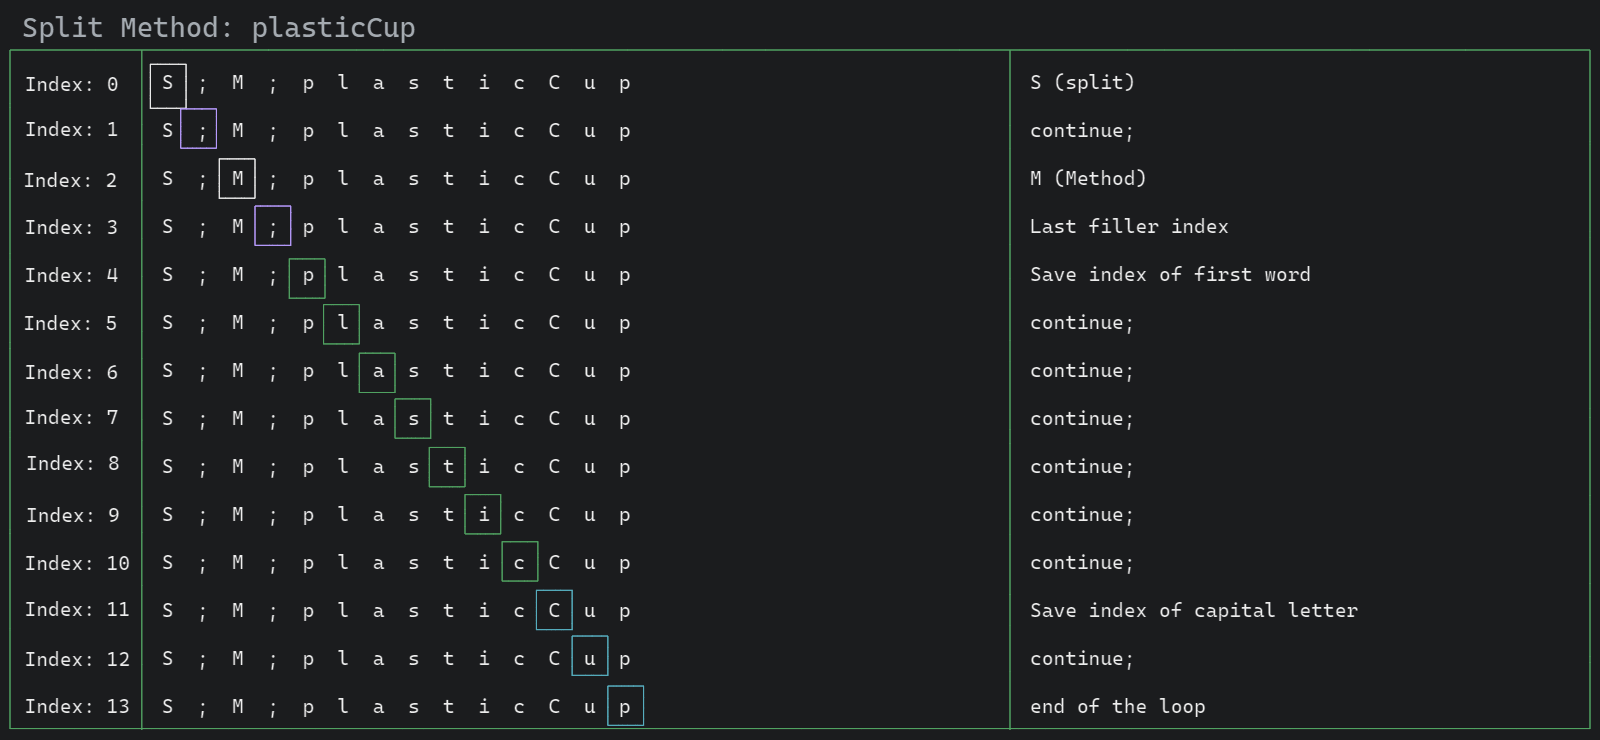 Split Method: plasticCup
Index: 0 S ; M ; p l a s t i c C u p S (split)
Index: 1 S ; M ; p l a s t i c C u p continue;
Index: 2 S ; M ; p l a s t i c C u p M (Method)
Index: 3 S ; M ; p l a s t i c C u p Last filler index
Index: 4 S ; M ; p l a s t i c C u p Save index of first word
Index: 5 S ; M ; p l a s t i c C u p continue;
Index: 6 S ; M ; p l a s t i c C u p continue;
Index: 7 S ; M ; p l a s t i c C u p continue;
Index: 8 S ; M ; p l a s t i c C u p continue;
Index: 9 S ; M ; p l a s t i c C u p continue;
Index: 10 S ; M ; p l a s t i c C u p continue;
Index: 11 S ; M ; p l a s t i c C u p Save index of capital letter
Index: 12 S ; M ; p l a s t i c C u p continue;
Index: 13 S ; M ; p l a s t i c C u p end of the loop